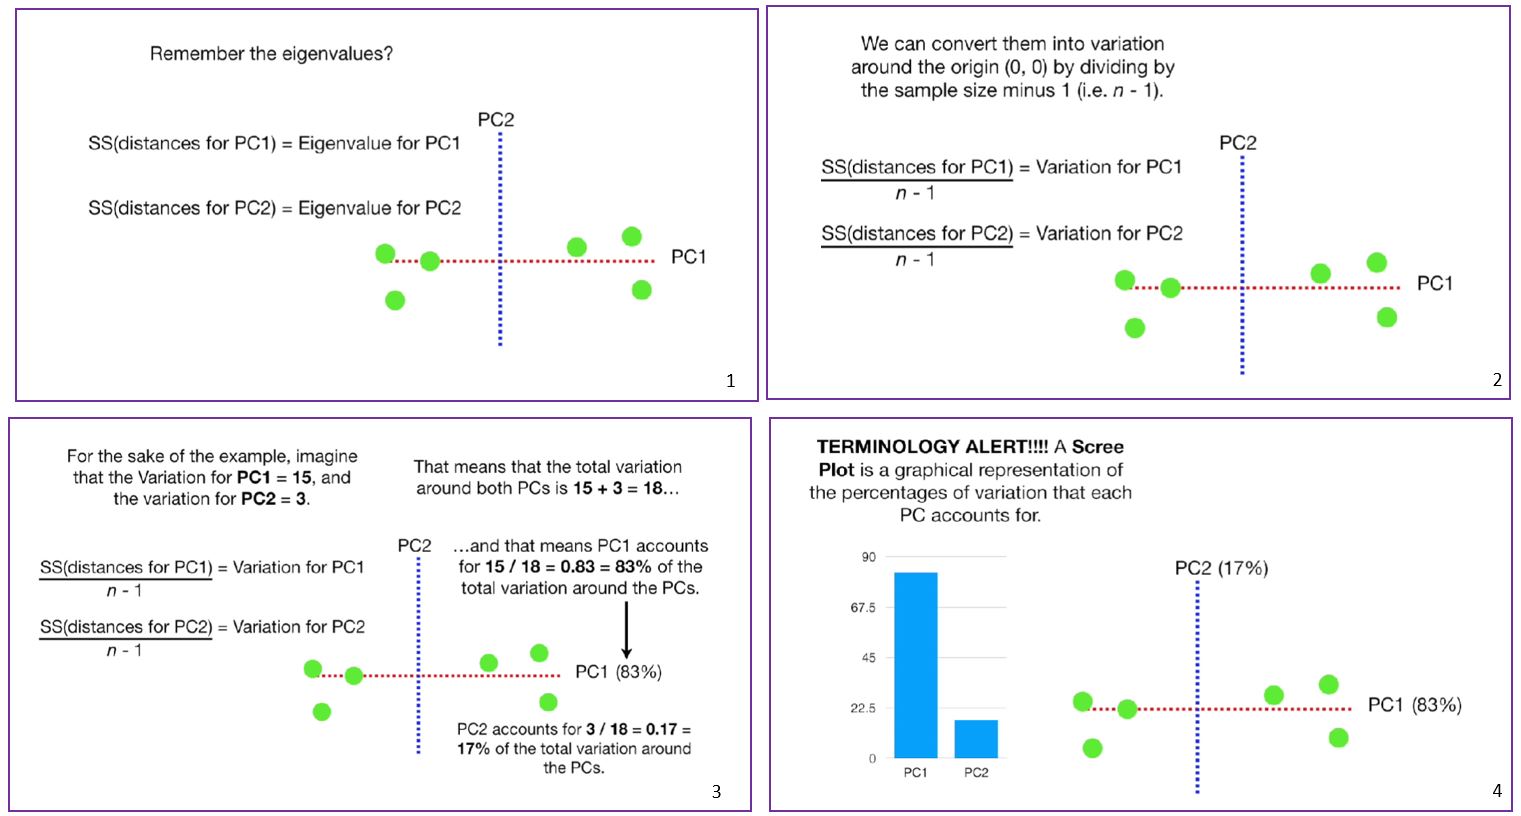 Remember the eigenvalues?
PC2
SS(distances for PC1) = Eigenvalue for PC1
SS(distances for PC2) = Eigenvalue for PC2
PC1
1
We can convert them into variation
around the origin (0, 0) by dividing by
the sample size minus 1 (i.e. n - 1).
PC2
SS(distances for PC1) = Variation for PC1
n - 1
SS(distances for PC2) = Variation for PC2
n - 1
PC1
2
For the sake of the example, imagine
that the Variation for PC1 = 15, and
the variation for PC2 = 3.
That means that the total variation
around both PCs is 15 + 3 = 18…
SS(distances for PC1) = Variation for PC1
n - 1
SS(distances for PC2) = Variation for PC2
n - 1
PC2
…and that means PC1 accounts
for 15 / 18 = 0.83 = 83% of the
total variation around the PCs.
PC1 (83%)
PC2 accounts for 3 / 18 = 0.17 =
17% of the total variation around
the PCs.
3
TERMINOLOGY ALERT!!!! A Scree
Plot is a graphical representation of
the percentages of variation that each
PC accounts for.
90
67.5
45
22.5
0
PC1 PC2
PC2 (17%)
PC1 (83%)
4